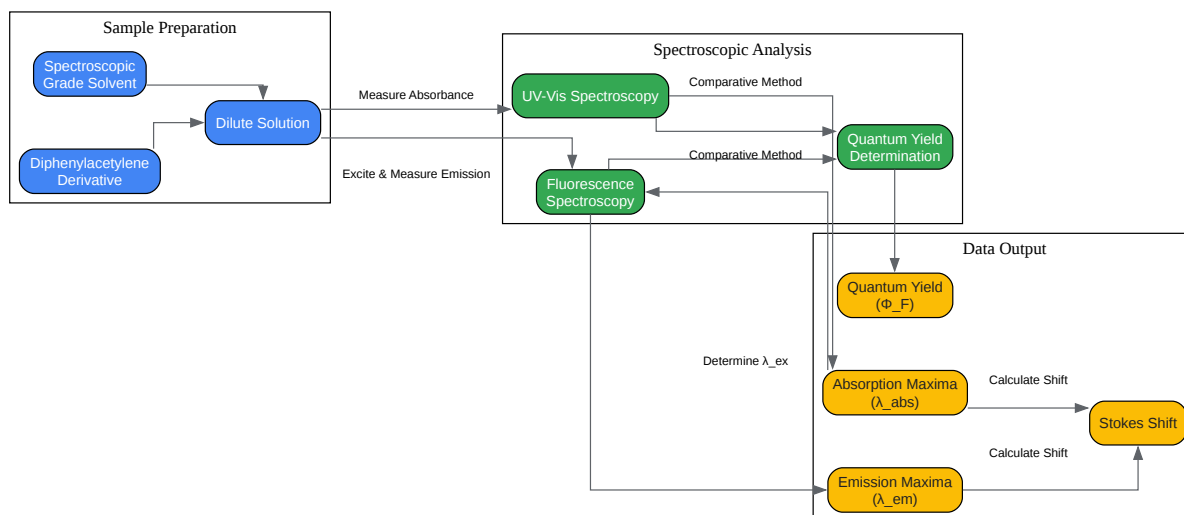 Sample Preparation
Spectroscopic
Grade Solvent
Dilute Solution
Diphenylacetylene
Derivative
Measure Absorbance
Excite & Measure Emission
Spectroscopic Analysis
UV-Vis Spectroscopy
Comparative Method
Quantum Yield
Determination
Comparative Method
Fluorescence
Spectroscopy
Data Output
Quantum Yield
(Φ_F)
Determine λ_ex
Absorption Maxima
(λ_abs)
Calculate Shift
Stokes Shift
Calculate Shift
Emission Maxima
(λ_em)